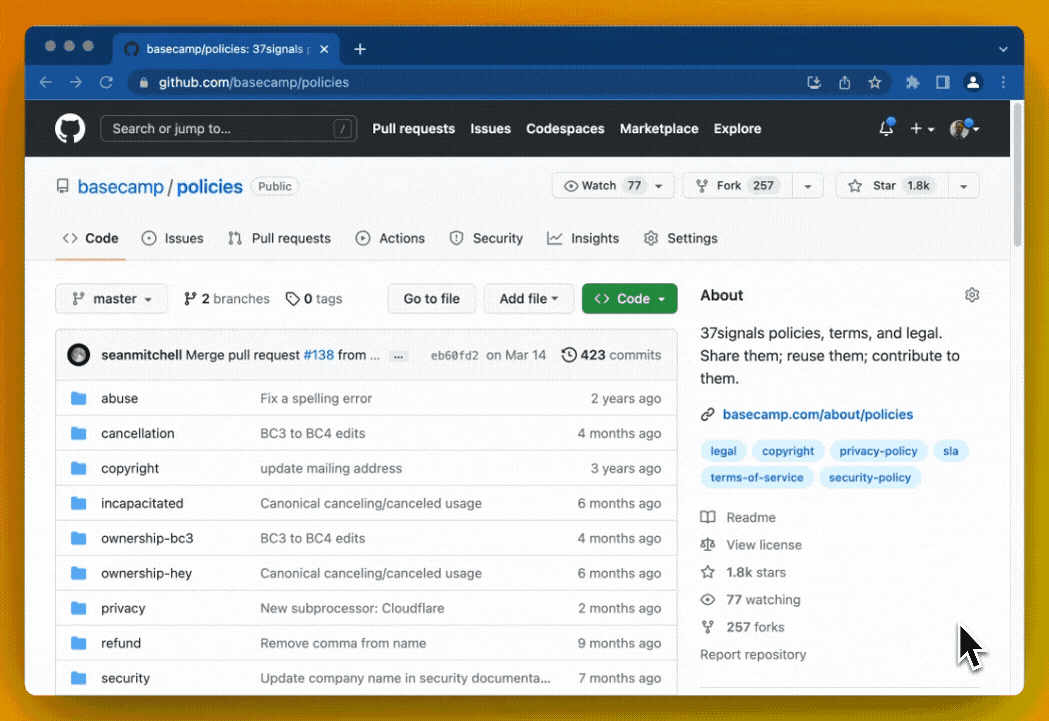 basecamp/policies: 37signals p
github.com/basecamp/policies
Search or jump to... / Pull requests Issues Codespaces Marketplace Explore
basecamp / policies Public Watch 77 Fork 257 Star 1.8k
Code Issues Pull requests Actions Security Insights Settings
master 2 branches 0 tags Go to file Add file Code
seanmitchell Merge pull request #138 from ... ... eb60fd2 on Mar 14 423 commits
abuse Fix a spelling error 2 years ago
cancellation BC3 to BC4 edits 4 months ago
copyright update mailing address 3 years ago
incapacitated Canonical canceling/canceled usage 6 months ago
ownership-bc3 BC3 to BC4 edits 4 months ago
ownership-hey Canonical canceling/canceled usage 6 months ago
privacy New subprocessor: Cloudflare 2 months ago
refund Remove comma from name 9 months ago
security Update company name in security documenta... 7 months ago
About
37signals policies, terms, and legal.
Share them; reuse them; contribute to
them.
basecamp.com/about/policies
legal copyright privacy-policy sla
terms-of-service security-policy
Readme
View license
1.8k stars
77 watching
257 forks
Report repository